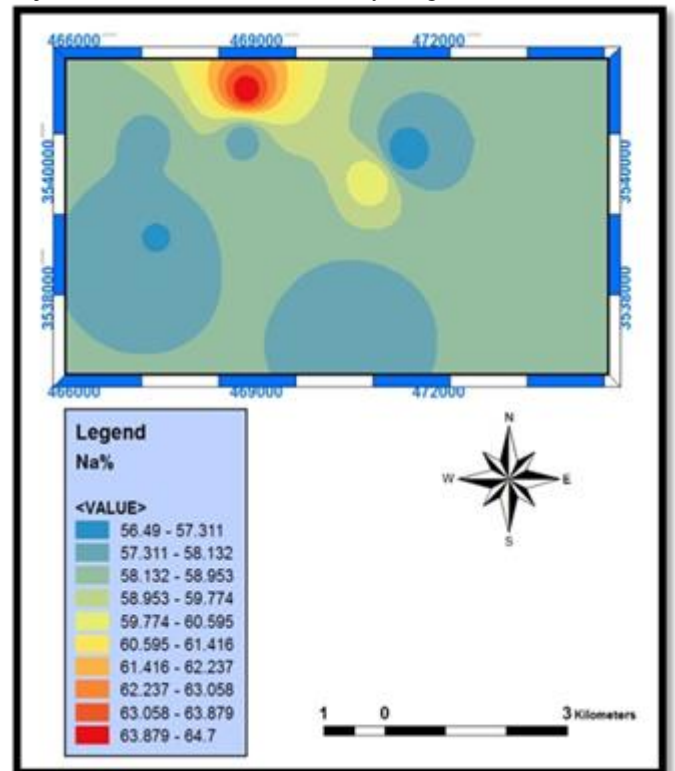 466000 469000 472000
3540000 3540000
3538000 3538000
466000 469000 472000
Legend
Na%
<VALUE>
56.49 - 57.311
57.311 - 58.132
58.132 - 58.953
58.953 - 59.774
59.774 - 60.595
60.595 - 61.416
61.416 - 62.237
62.237 - 63.058
63.058 - 63.879
63.879 - 64.7
N
W E
S
1 0 3 Kilometers